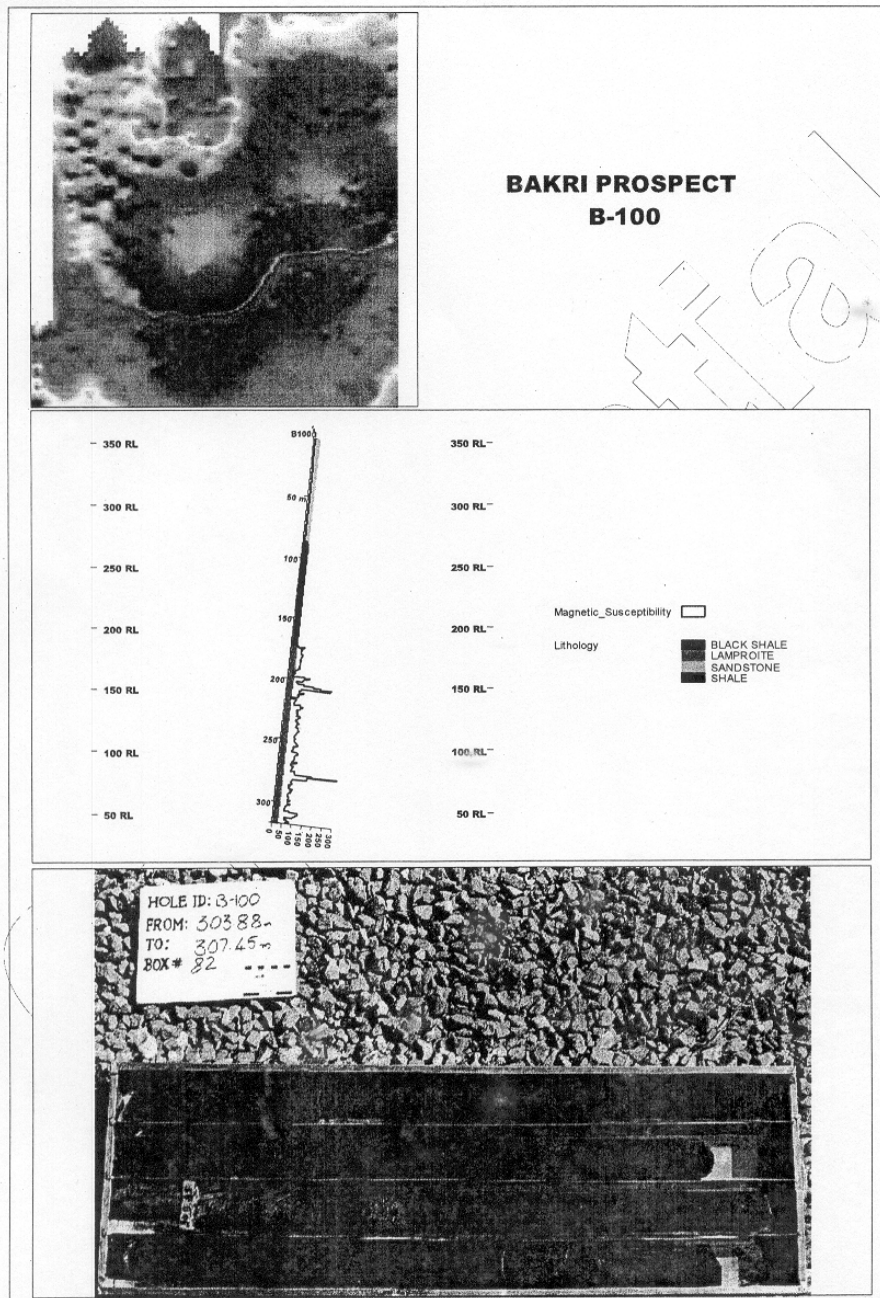 BAKRI PROSPECT
B-100
350 RL
300 RL
250 RL
200 RL
150 RL
100 RL
50 RL
B100
50 m
100
150
200
250
300
0
50
100
150
200
250
300
350 RL
300 RL
250 RL
200 RL
150 RL
100 RL
50 RL
Magnetic_Susceptibility
Lithology
BLACK SHALE
LAMPROITE
SANDSTONE
SHALE
HOLE ID: B-100
FROM: 303.88m
TO: 307.45m
BOX # 82